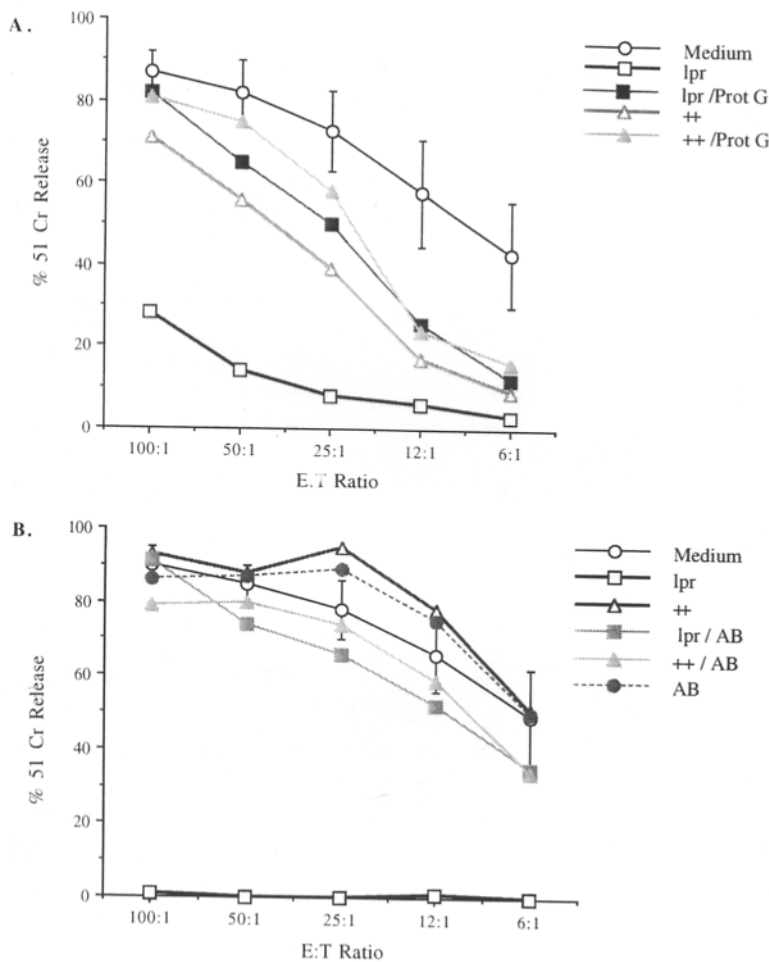 A.
% 51 Cr Release
100
80
60
40
20
0
100:1 50:1 25:1 12:1 6:1
E.T Ratio
Medium
lpr
lpr /Prot G
++
++ /Prot G
B.
% 51 Cr Release
100
80
60
40
20
0
100:1 50:1 25:1 12:1 6:1
E:T Ratio
Medium
lpr
++
lpr / AB
++ / AB
AB